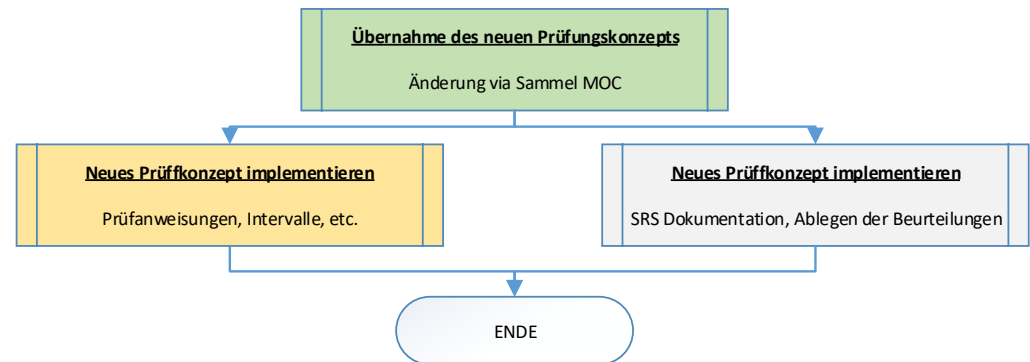 Übernahme des neuen Prüfungskonzepts
Änderung via Sammel MOC
Neues Prüffkonzept implementieren
Prüfanweisungen, Intervalle, etc.
Neues Prüffkonzept implementieren
SRS Dokumentation, Ablegen der Beurteilungen
ENDE